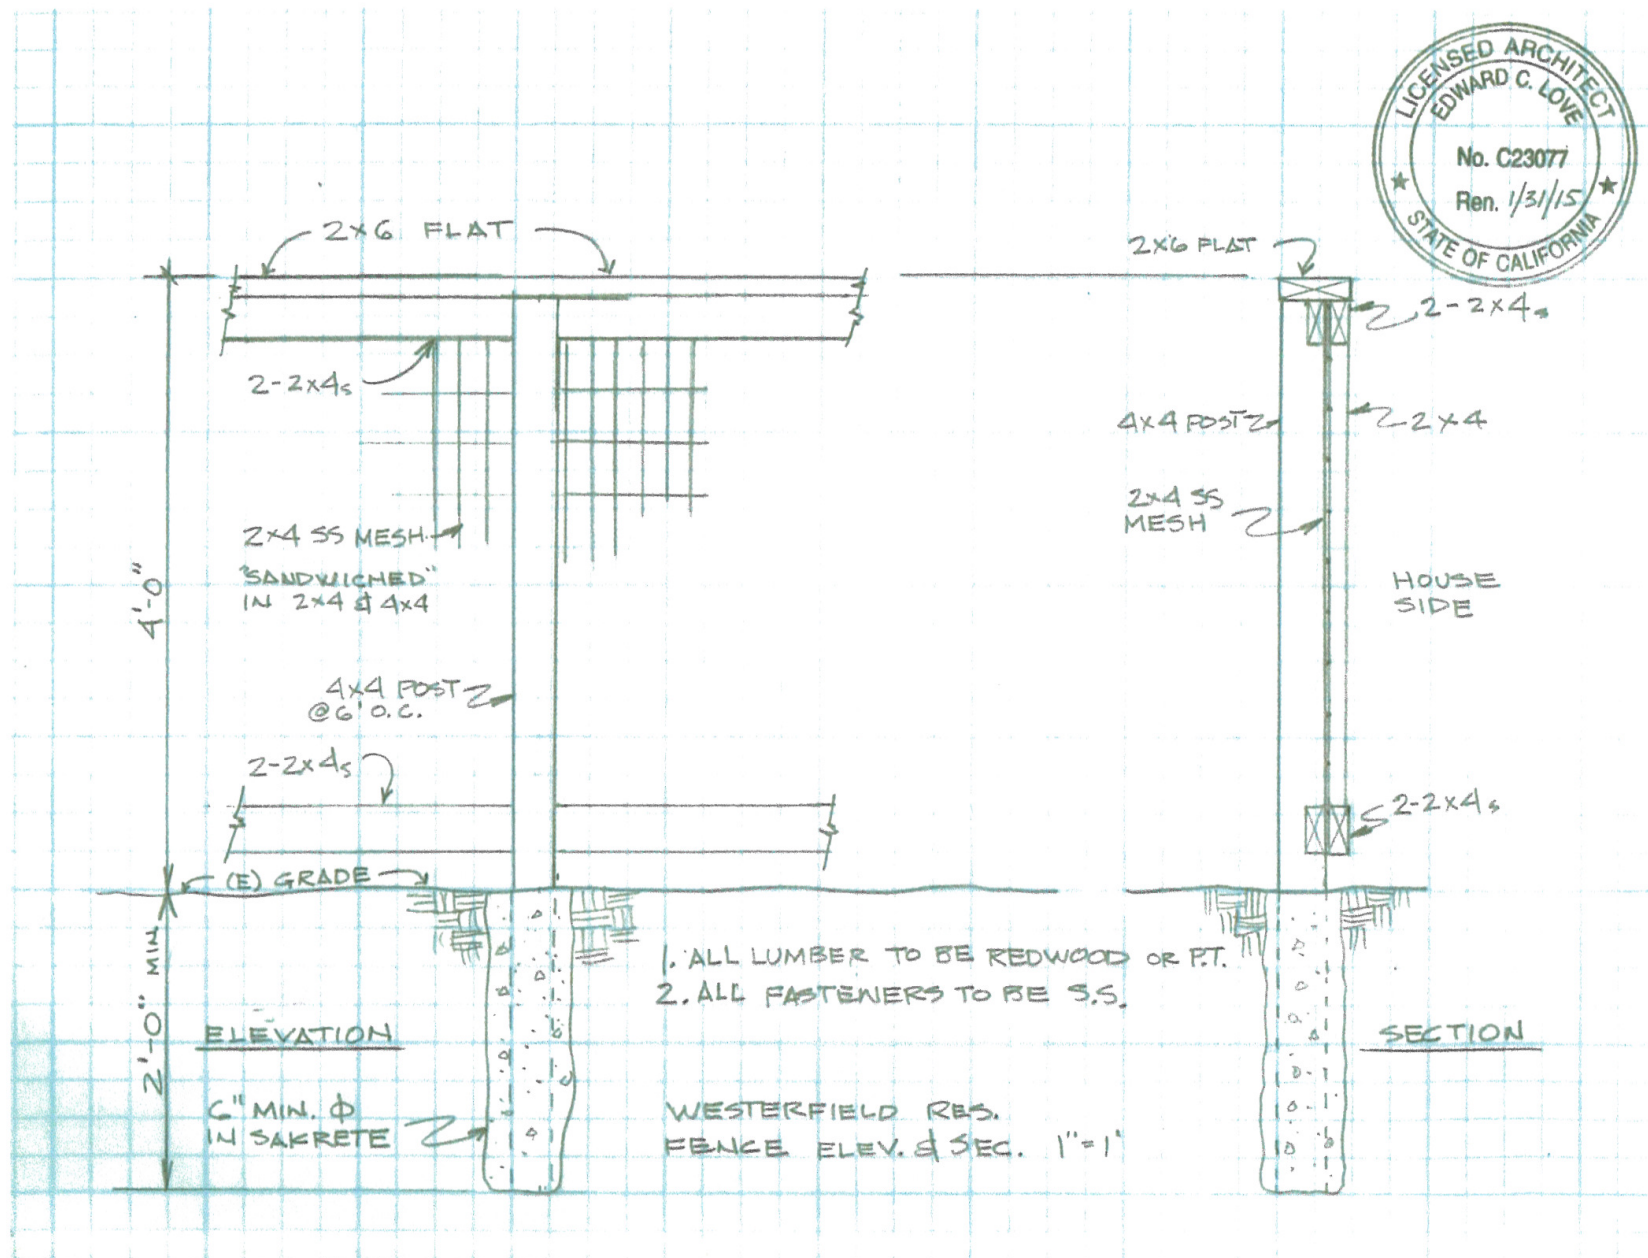 LICENSED ARCHITECT
EDWARD C. LOVE
No. C23077
Ren. 1/31/15
STATE OF CALIFORNIA
2x6 FLAT
2-2x4s
2x4 SS MESH
"SANDWICHED"
IN 2x4 & 4x4
4'-0"
4x4 POST
@ 6' O.C.
2-2x4s
(E) GRADE
2'-0" MIN
ELEVATION
6" MIN. Φ
IN SAKRETE
1. ALL LUMBER TO BE REDWOOD OR P.T.
2. ALL FASTENERS TO BE S.S.
WESTERFIELD RES.
FENCE ELEV. & SEC. 1"=1'
2x6 FLAT
2-2x4s
4x4 POST
2x4
2x4 SS
MESH
HOUSE
SIDE
2-2x4s
SECTION